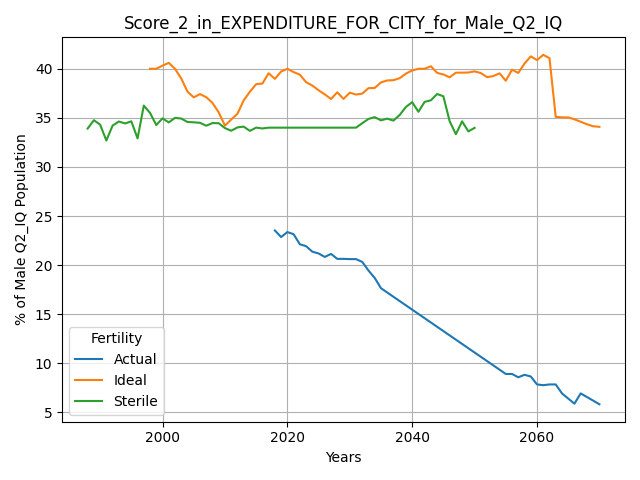 Score_2_in_EXPENDITURE_FOR_CITY_for_Male_Q2_IQ
% of Male Q2_IQ Population
40
35
30
25
20
15
10
5
Fertility
Actual
Ideal
Sterile
2000 2020 2040 2060
Years